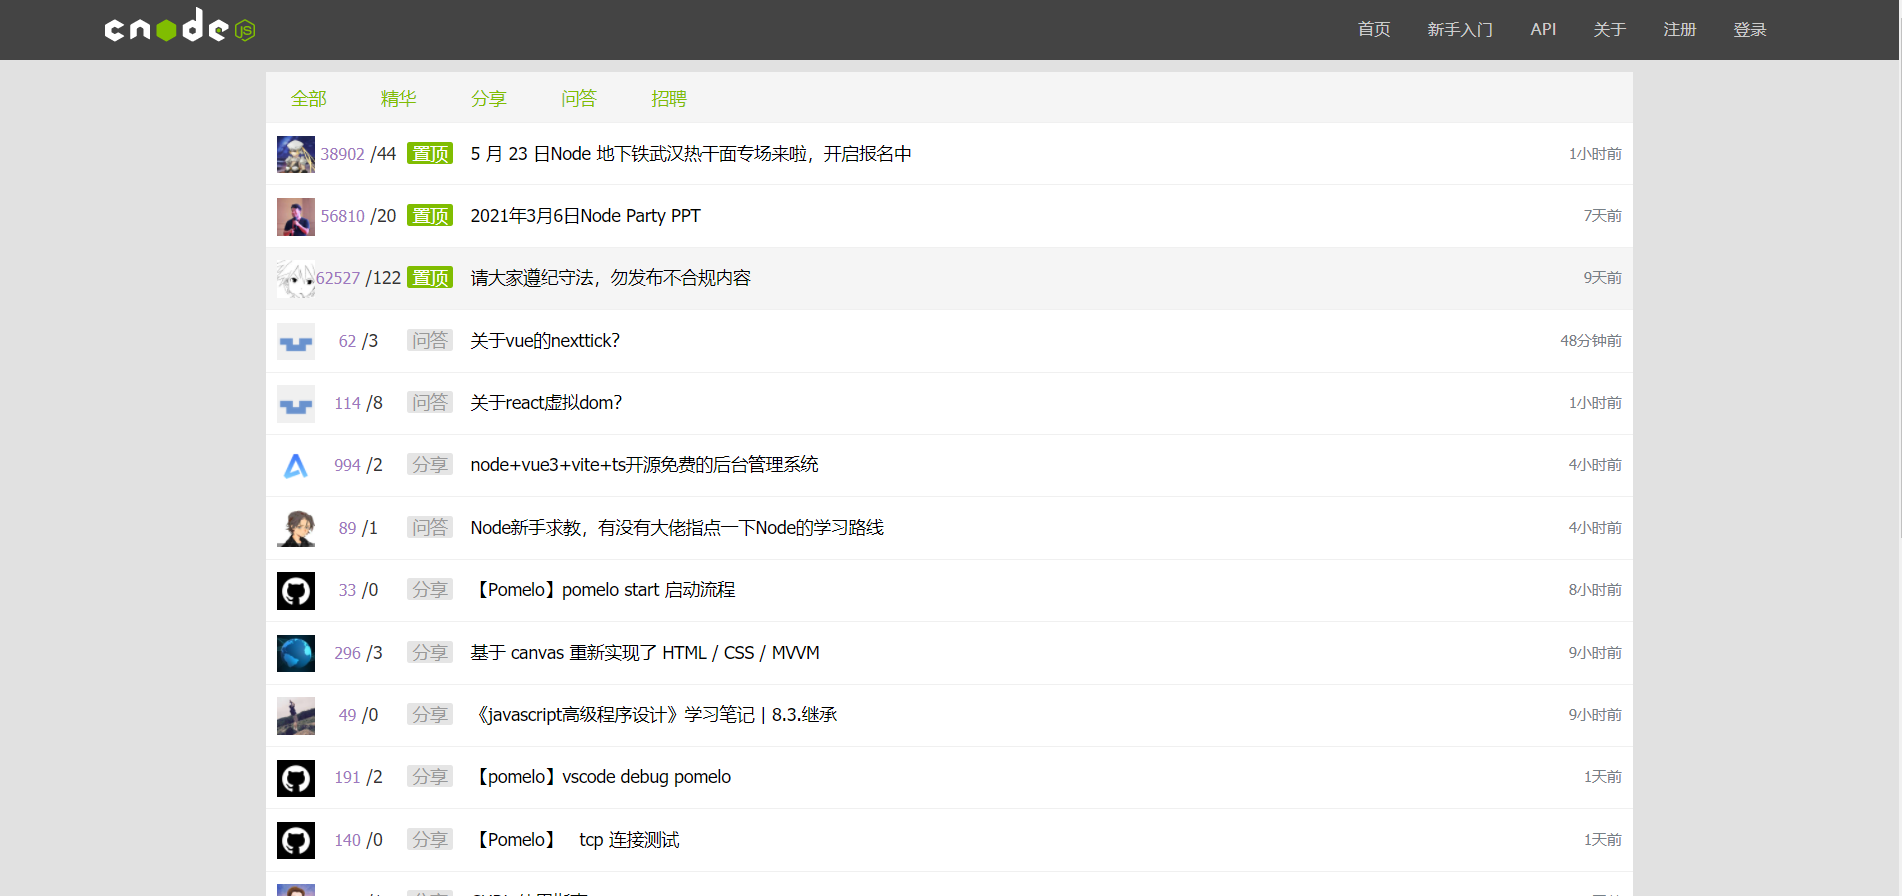 cnode js 首页 新手入门 API 关于 注册 登录
全部 精华 分享 问答 招聘
38902 /44 置顶 5 月 23 日Node 地下铁武汉热干面专场来啦，开启报名中 1小时前
56810 /20 置顶 2021年3月6日Node Party PPT 7天前
62527 /122 置顶 请大家遵纪守法，勿发布不合规内容 9天前
62 /3 问答 关于vue的nexttick? 48分钟前
114 /8 问答 关于react虚拟dom? 1小时前
994 /2 分享 node+vue3+vite+ts开源免费的后台管理系统 4小时前
89 /1 问答 Node新手求教，有没有大佬指点一下Node的学习路线 4小时前
33 /0 分享 【Pomelo】pomelo start 启动流程 8小时前
296 /3 分享 基于 canvas 重新实现了 HTML / CSS / MVVM 9小时前
49 /0 分享 《javascript高级程序设计》学习笔记 | 8.3.继承 9小时前
191 /2 分享 【pomelo】vscode debug pomelo 1天前
140 /0 分享 【Pomelo】 tcp 连接测试 1天前